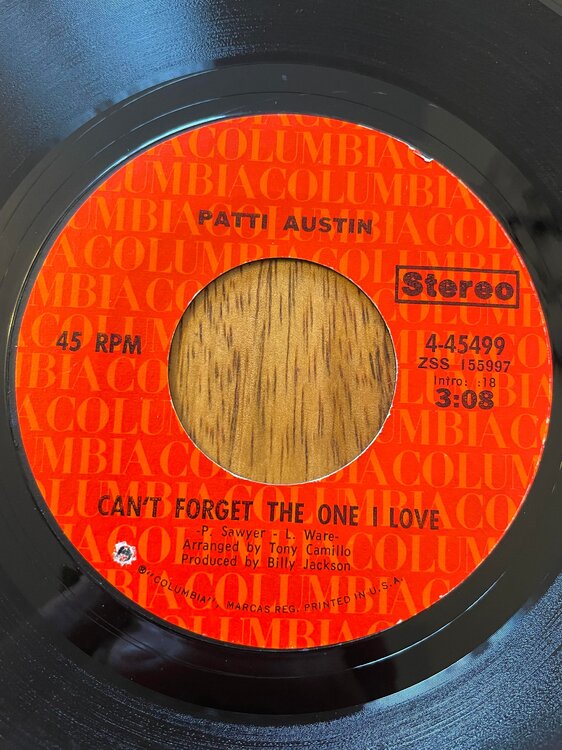 PATTI AUSTIN
Stereo
45 RPM
4-45499
ZSS 155997
Intro: :18
3:08
CAN'T FORGET THE ONE I LOVE
-P. Sawyer - L. Ware-
Arranged by Tony Camillo
Produced by Billy Jackson
℗"COLUMBIA", MARCAS REG. PRINTED IN U.S.A.